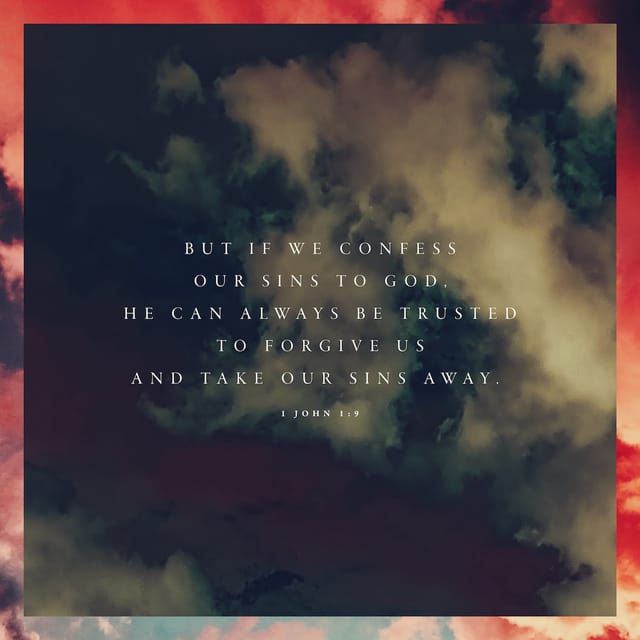 BUT IF WE CONFESS
OUR SINS TO GOD,
HE CAN ALWAYS BE TRUSTED
TO FORGIVE US
AND TAKE OUR SINS AWAY.
1 JOHN 1:9